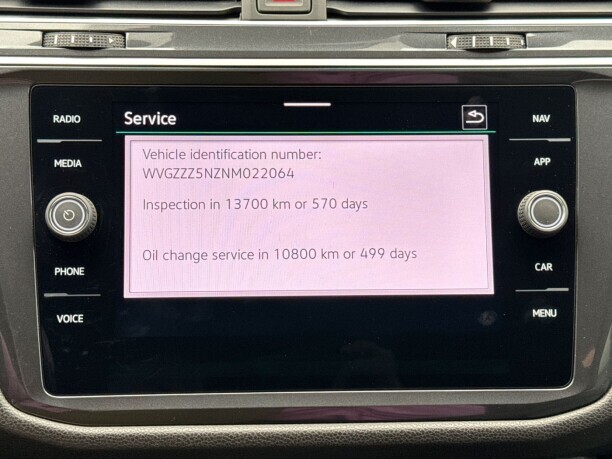 RADIO
Service
NAV
MEDIA
Vehicle identification number:
WVGZZZ5NZNM022064
APP
Inspection in 13700 km or 570 days
PHONE
Oil change service in 10800 km or 499 days
CAR
VOICE
MENU